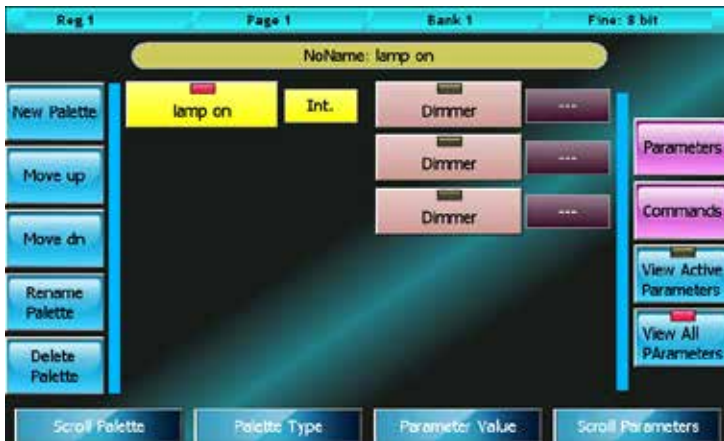 Reg 1 Page 1 Bank 1 Fine: 8 bit
NoName: lamp on
New Palette
Move up
Move dn
Rename
Palette
Delete
Palette
lamp on Int.
Dimmer ---
Dimmer ---
Dimmer ---
Parameters
Commands
View Active
Parameters
View All
PArameters
Scroll Palette Palette Type Parameter Value Scroll Parameters